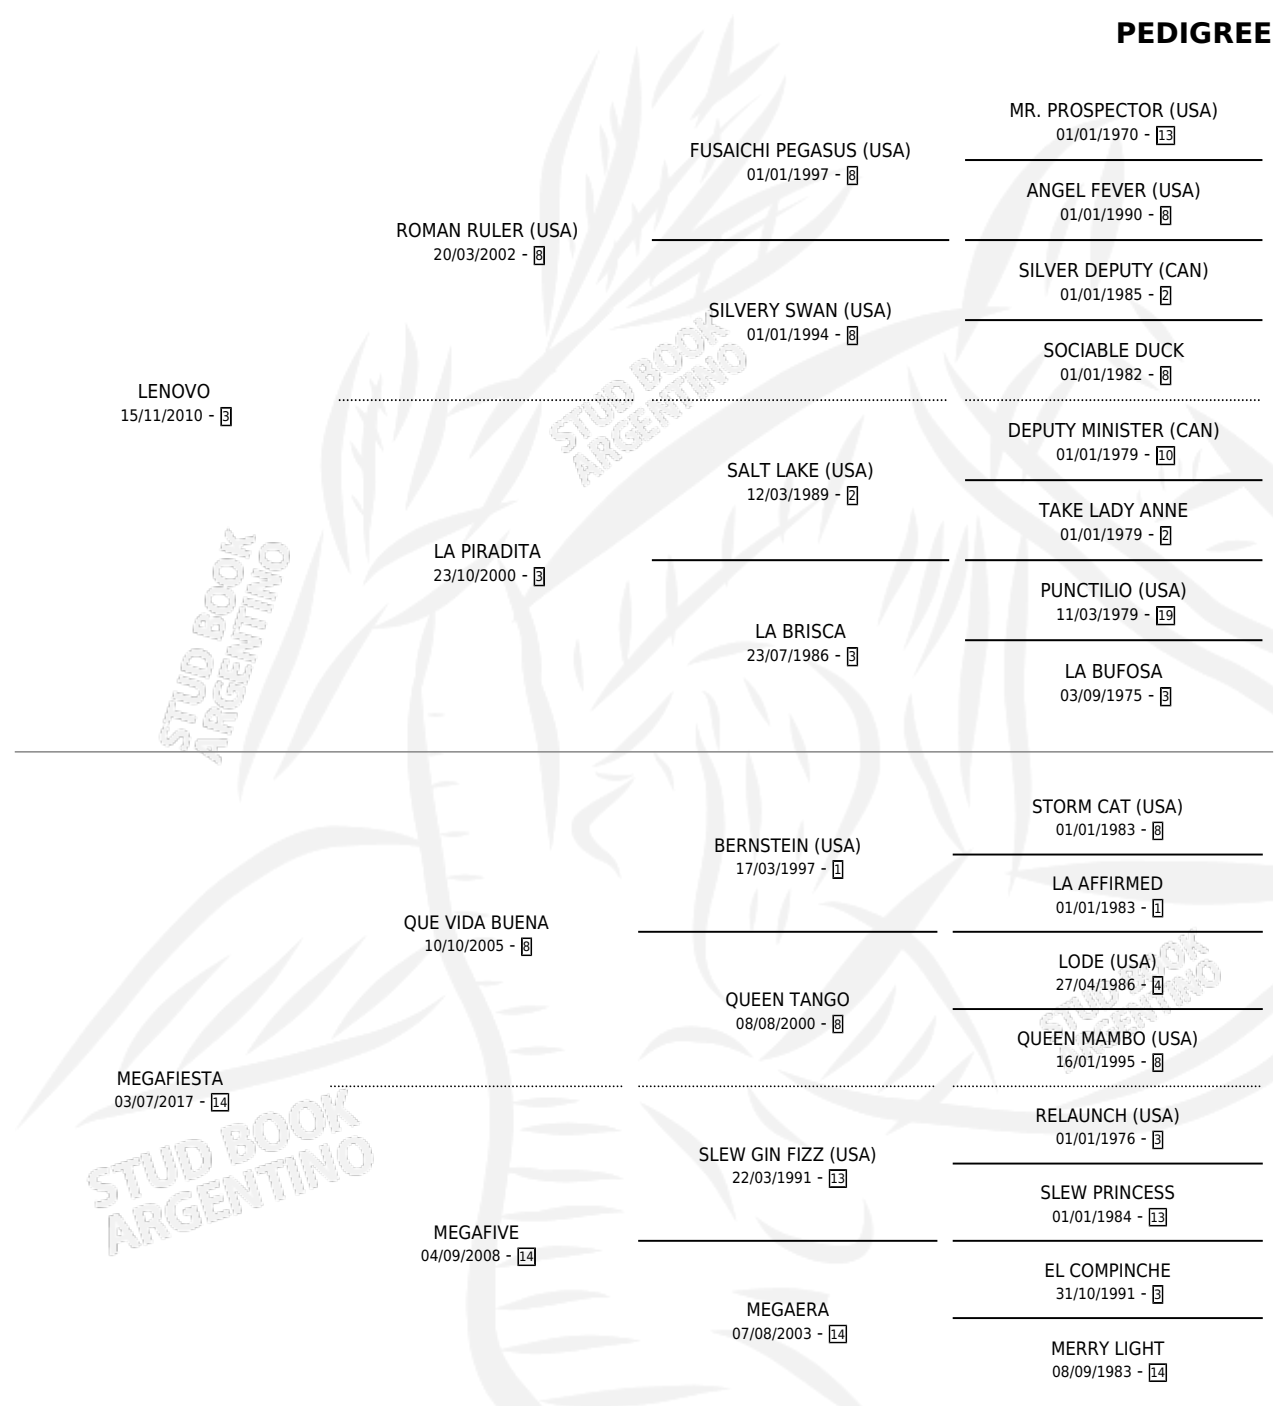 PEDIGREE
MR. PROSPECTOR (USA)
01/01/1970 - 13
FUSAICHI PEGASUS (USA)
01/01/1997 - 8
ANGEL FEVER (USA)
01/01/1990 - 8
ROMAN RULER (USA)
20/03/2002 - 8
SILVER DEPUTY (CAN)
01/01/1985 - 2
SILVERY SWAN (USA)
01/01/1994 - 8
SOCIABLE DUCK
01/01/1982 - 8
LENOVO
15/11/2010 - 3
DEPUTY MINISTER (CAN)
01/01/1979 - 10
SALT LAKE (USA)
12/03/1989 - 2
TAKE LADY ANNE
01/01/1979 - 2
LA PIRADITA
23/10/2000 - 3
PUNCTILIO (USA)
11/03/1979 - 19
LA BRISCA
23/07/1986 - 3
LA BUFOSA
03/09/1975 - 3
STORM CAT (USA)
01/01/1983 - 8
BERNSTEIN (USA)
17/03/1997 - 1
LA AFFIRMED
01/01/1983 - 1
QUE VIDA BUENA
10/10/2005 - 8
LODE (USA)
27/04/1986 - 4
QUEEN TANGO
08/08/2000 - 8
QUEEN MAMBO (USA)
16/01/1995 - 8
MEGAFIESTA
03/07/2017 - 14
RELAUNCH (USA)
01/01/1976 - 3
SLEW GIN FIZZ (USA)
22/03/1991 - 13
SLEW PRINCESS
01/01/1984 - 13
MEGAFIVE
04/09/2008 - 14
EL COMPINCHE
31/10/1991 - 3
MEGAERA
07/08/2003 - 14
MERRY LIGHT
08/09/1983 - 14
STUD BOOK
ARGENTINO
STUD BOOK
ARGENTINO
STUD BOOK
ARGENTINO
STUD BOOK
ARGENTINO